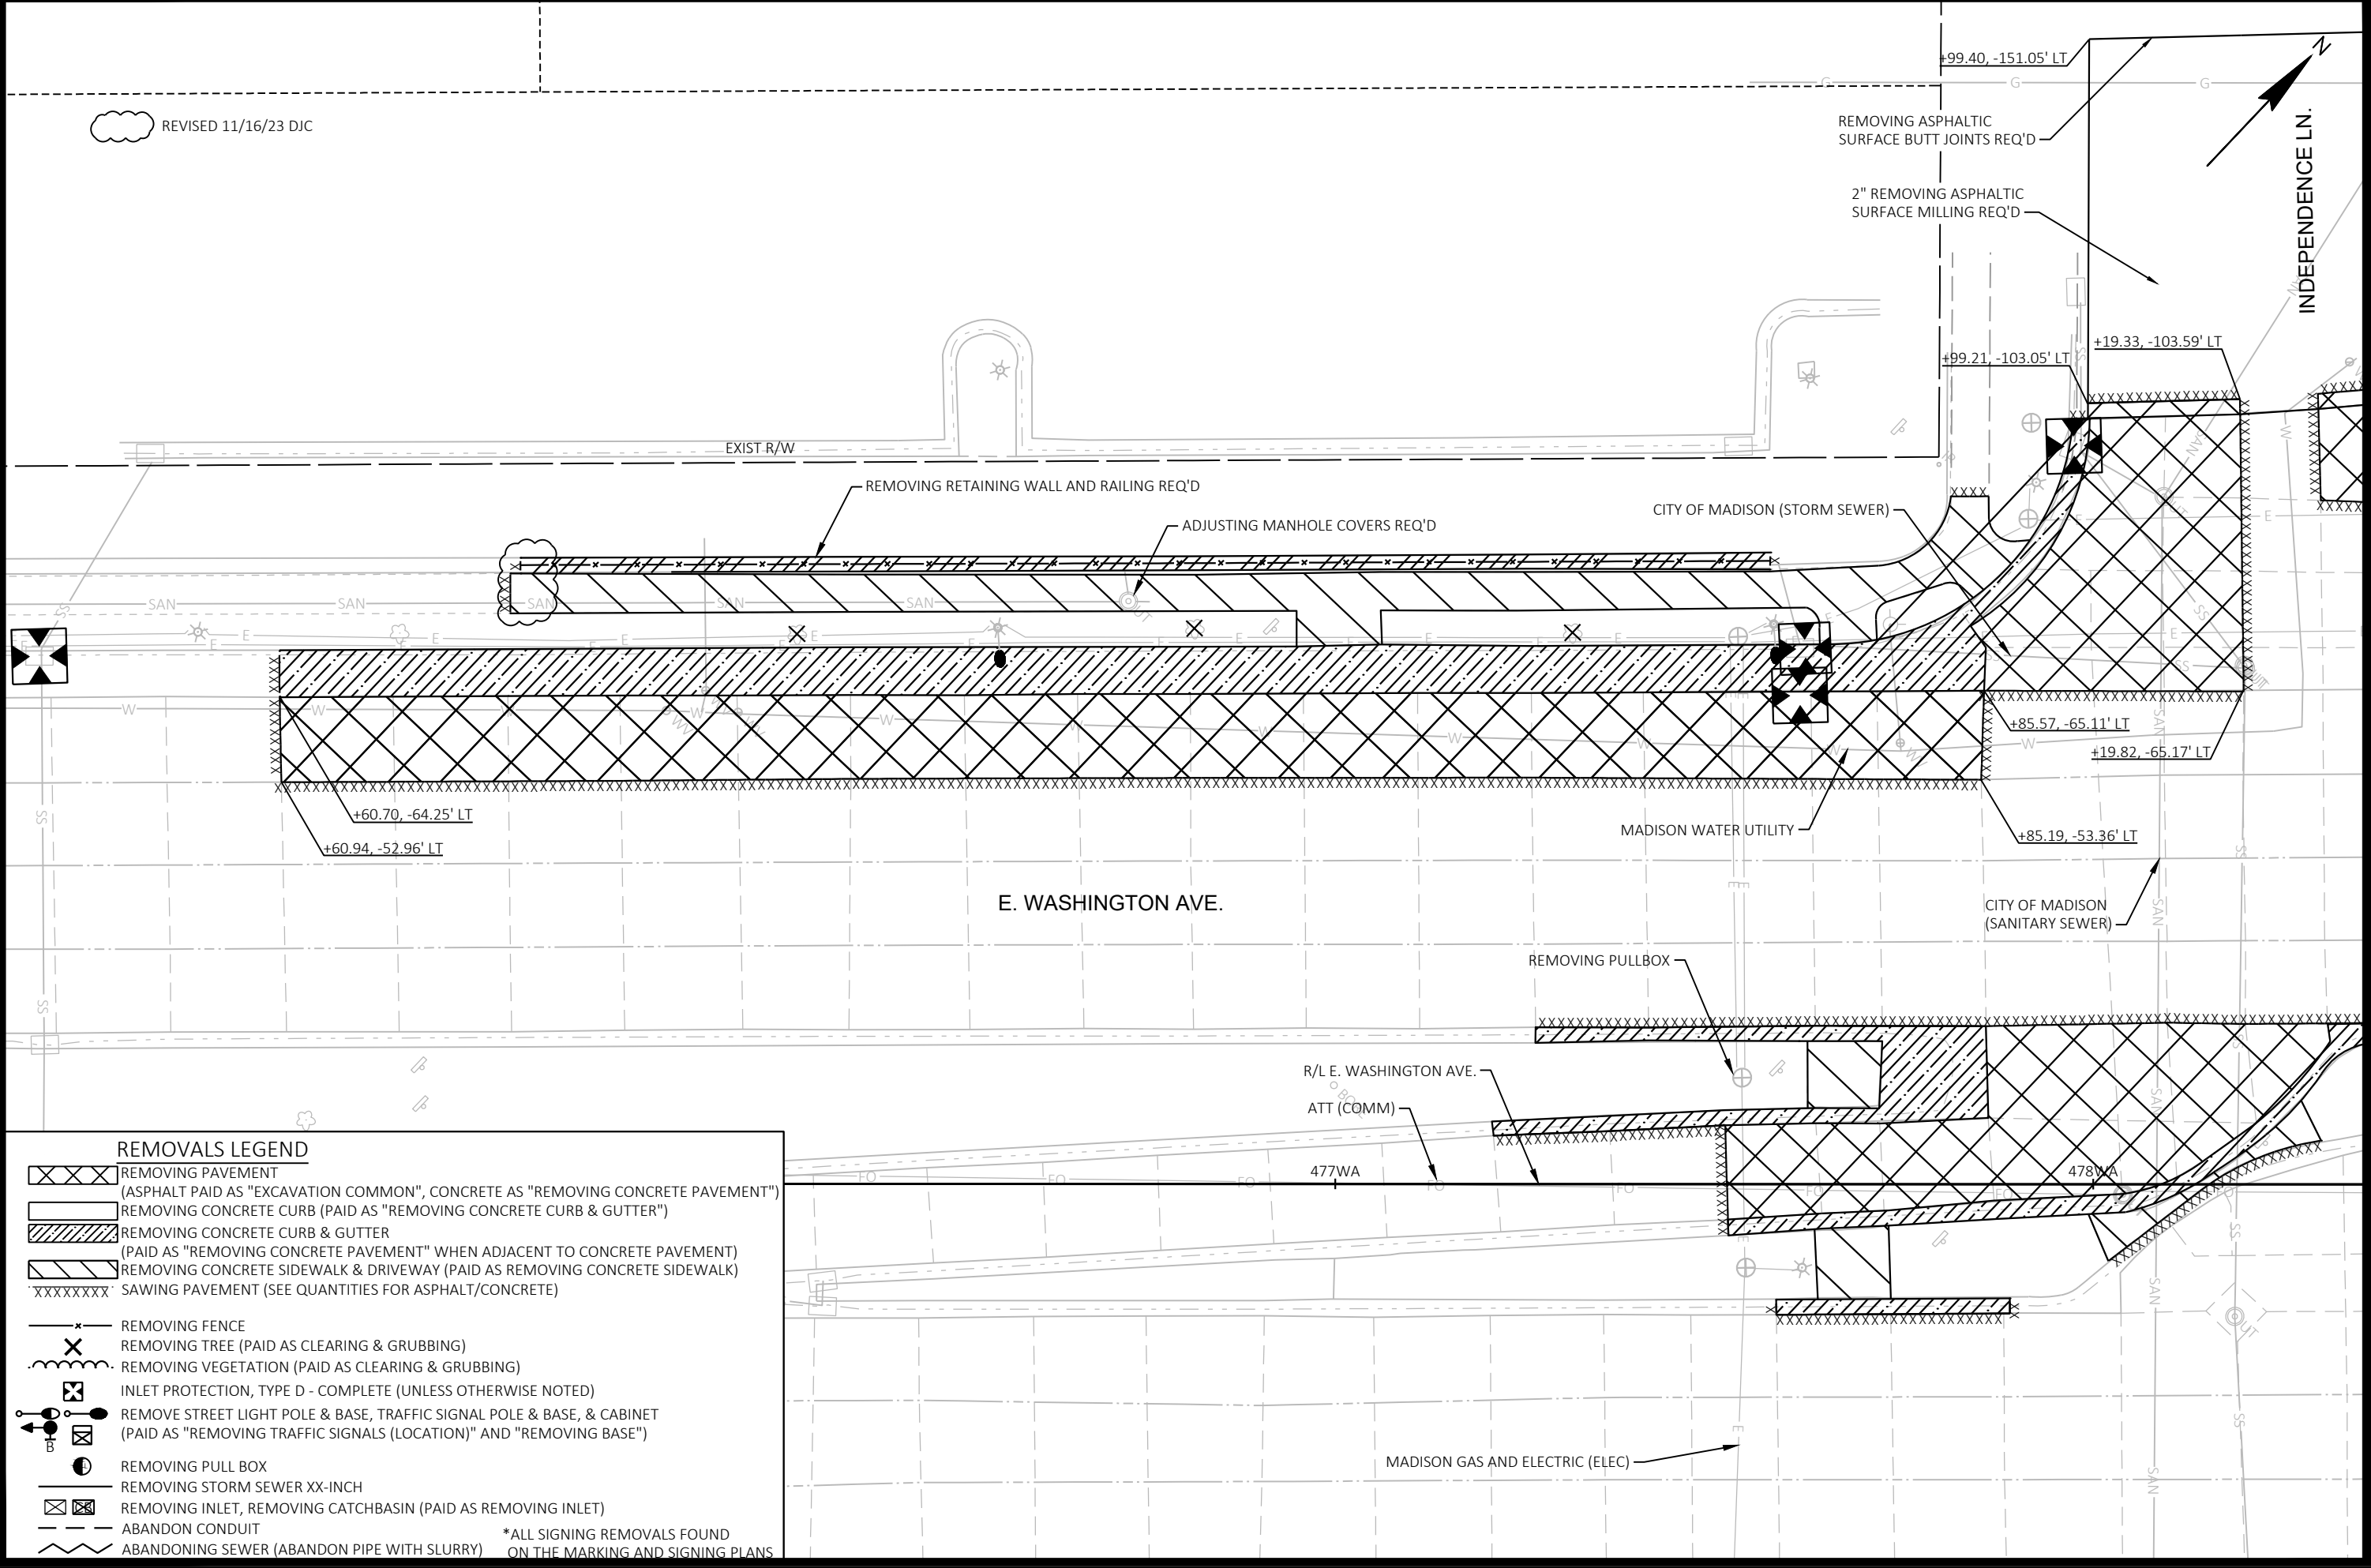 +99.40, -151.05' LT
N
G G G
REVISED 11/16/23 DJC
REMOVING ASPHALTIC
SURFACE BUTT JOINTS REQ'D
2" REMOVING ASPHALTIC
SURFACE MILLING REQ'D
INDEPENDENCE LN.
+19.33, -103.59' LT
+99.21, -103.05' LT
EXIST R/W
REMOVING RETAINING WALL AND RAILING REQ'D
CITY OF MADISON (STORM SEWER)
ADJUSTING MANHOLE COVERS REQ'D
SAN SAN SAN SAN SAN
+85.57, -65.11' LT
+19.82, -65.17' LT
+60.70, -64.25' LT
MADISON WATER UTILITY
+85.19, -53.36' LT
+60.94, -52.96' LT
E. WASHINGTON AVE.
CITY OF MADISON
(SANITARY SEWER)
REMOVING PULLBOX
R/L E. WASHINGTON AVE.
ATT (COMM)
477WA
478WA
MADISON GAS AND ELECTRIC (ELEC)
REMOVALS LEGEND
REMOVING PAVEMENT
(ASPHALT PAID AS "EXCAVATION COMMON", CONCRETE AS "REMOVING CONCRETE PAVEMENT")
REMOVING CONCRETE CURB (PAID AS "REMOVING CONCRETE CURB & GUTTER")
REMOVING CONCRETE CURB & GUTTER
(PAID AS "REMOVING CONCRETE PAVEMENT" WHEN ADJACENT TO CONCRETE PAVEMENT)
REMOVING CONCRETE SIDEWALK & DRIVEWAY (PAID AS REMOVING CONCRETE SIDEWALK)
SAWING PAVEMENT (SEE QUANTITIES FOR ASPHALT/CONCRETE)
REMOVING FENCE
REMOVING TREE (PAID AS CLEARING & GRUBBING)
REMOVING VEGETATION (PAID AS CLEARING & GRUBBING)
INLET PROTECTION, TYPE D - COMPLETE (UNLESS OTHERWISE NOTED)
REMOVE STREET LIGHT POLE & BASE, TRAFFIC SIGNAL POLE & BASE, & CABINET
(PAID AS "REMOVING TRAFFIC SIGNALS (LOCATION)" AND "REMOVING BASE")
B
REMOVING PULL BOX
REMOVING STORM SEWER XX-INCH
REMOVING INLET, REMOVING CATCHBASIN (PAID AS REMOVING INLET)
ABANDON CONDUIT
ABANDONING SEWER (ABANDON PIPE WITH SLURRY)
*ALL SIGNING REMOVALS FOUND
ON THE MARKING AND SIGNING PLANS